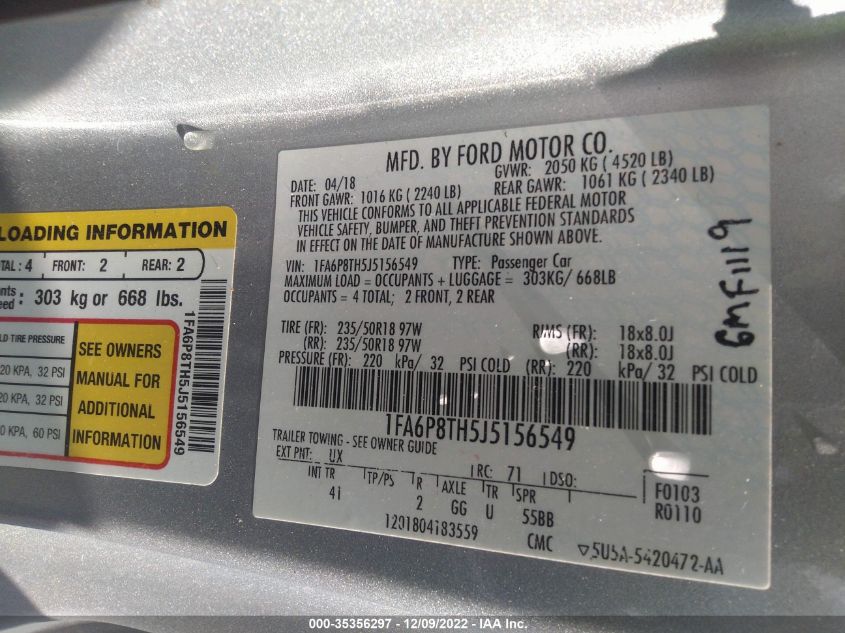 LOADING INFORMATION
TAL: 4 FRONT: 2 REAR: 2
nts
eed: 303 kg or 668 lbs.
LD TIRE PRESSURE
20 KPA, 32 PSI
20 KPA, 32 PSI
0 KPA, 60 PSI
SEE OWNERS
MANUAL FOR
ADDITIONAL
INFORMATION
1FA6P8TH5J5156549
MFD. BY FORD MOTOR CO.
DATE: 04/18 GVWR: 2050 KG ( 4520 LB)
FRONT GAWR: 1016 KG ( 2240 LB) REAR GAWR: 1061 KG ( 2340 LB)
THIS VEHICLE CONFORMS TO ALL APPLICABLE FEDERAL MOTOR
VEHICLE SAFETY, BUMPER, AND THEFT PREVENTION STANDARDS
IN EFFECT ON THE DATE OF MANUFACTURE SHOWN ABOVE.
VIN: 1FA6P8TH5J5156549 TYPE: Passenger Car
MAXIMUM LOAD = OCCUPANTS + LUGGAGE = 303KG/ 668LB
OCCUPANTS = 4 TOTAL; 2 FRONT, 2 REAR
TIRE (FR): 235/50R18 97W RIMS (FR): 18x8.0J
(RR): 235/50R18 97W (RR): 18x8.0J
PRESSURE (FR): 220 kPa/ 32 PSI COLD (RR): 220 kPa/ 32 PSI COLD
1FA6P8TH5J5156549
TRAILER TOWING - SEE OWNER GUIDE
EXT PNT: UX RC: 71 DSO:
INT TR TP/PS R AXLE TR SPR
4I 2 GG U 55BB
F0103
R0110
1201804183559 CMC
▽5U5A-5420472-AA
GMF1119
000-35356297 - 12/09/2022 - IAA Inc.